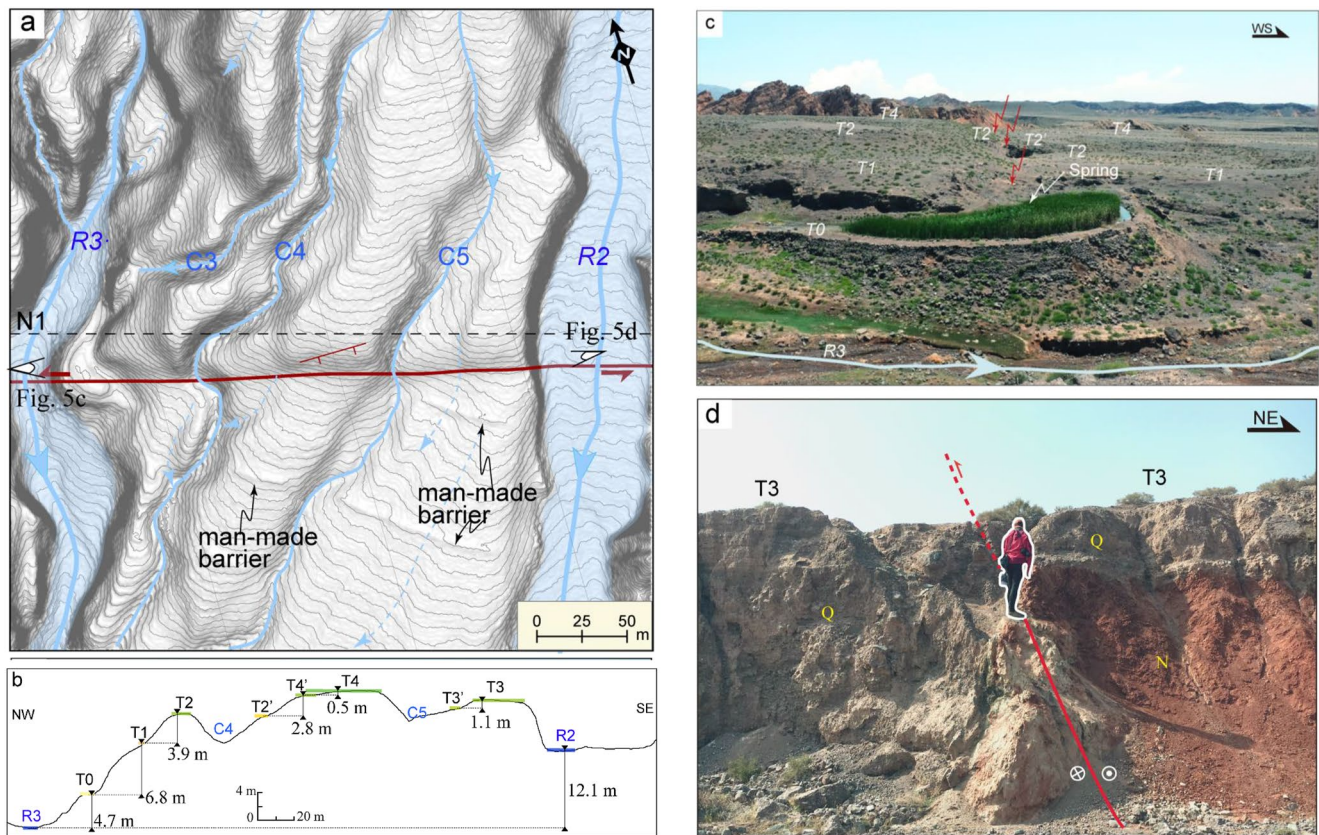 a
N
R3
C3
C4
C5
R2
N1
Fig. 5d
Fig. 5c
man-made
barrier
man-made
barrier
0 25 50
m
b
NW
SE
T0
T1
T2
C4
T2'
T4'
T4
C5
T3'
T3
R2
R3
4.7 m
6.8 m
3.9 m
2.8 m
0.5 m
1.1 m
12.1 m
4 m
0
20 m
c
WS
T4
T2
T2
T2'
T4
T2
T1
T1
Spring
T0
R3
d
NE
T3
T3
Q
Q
N